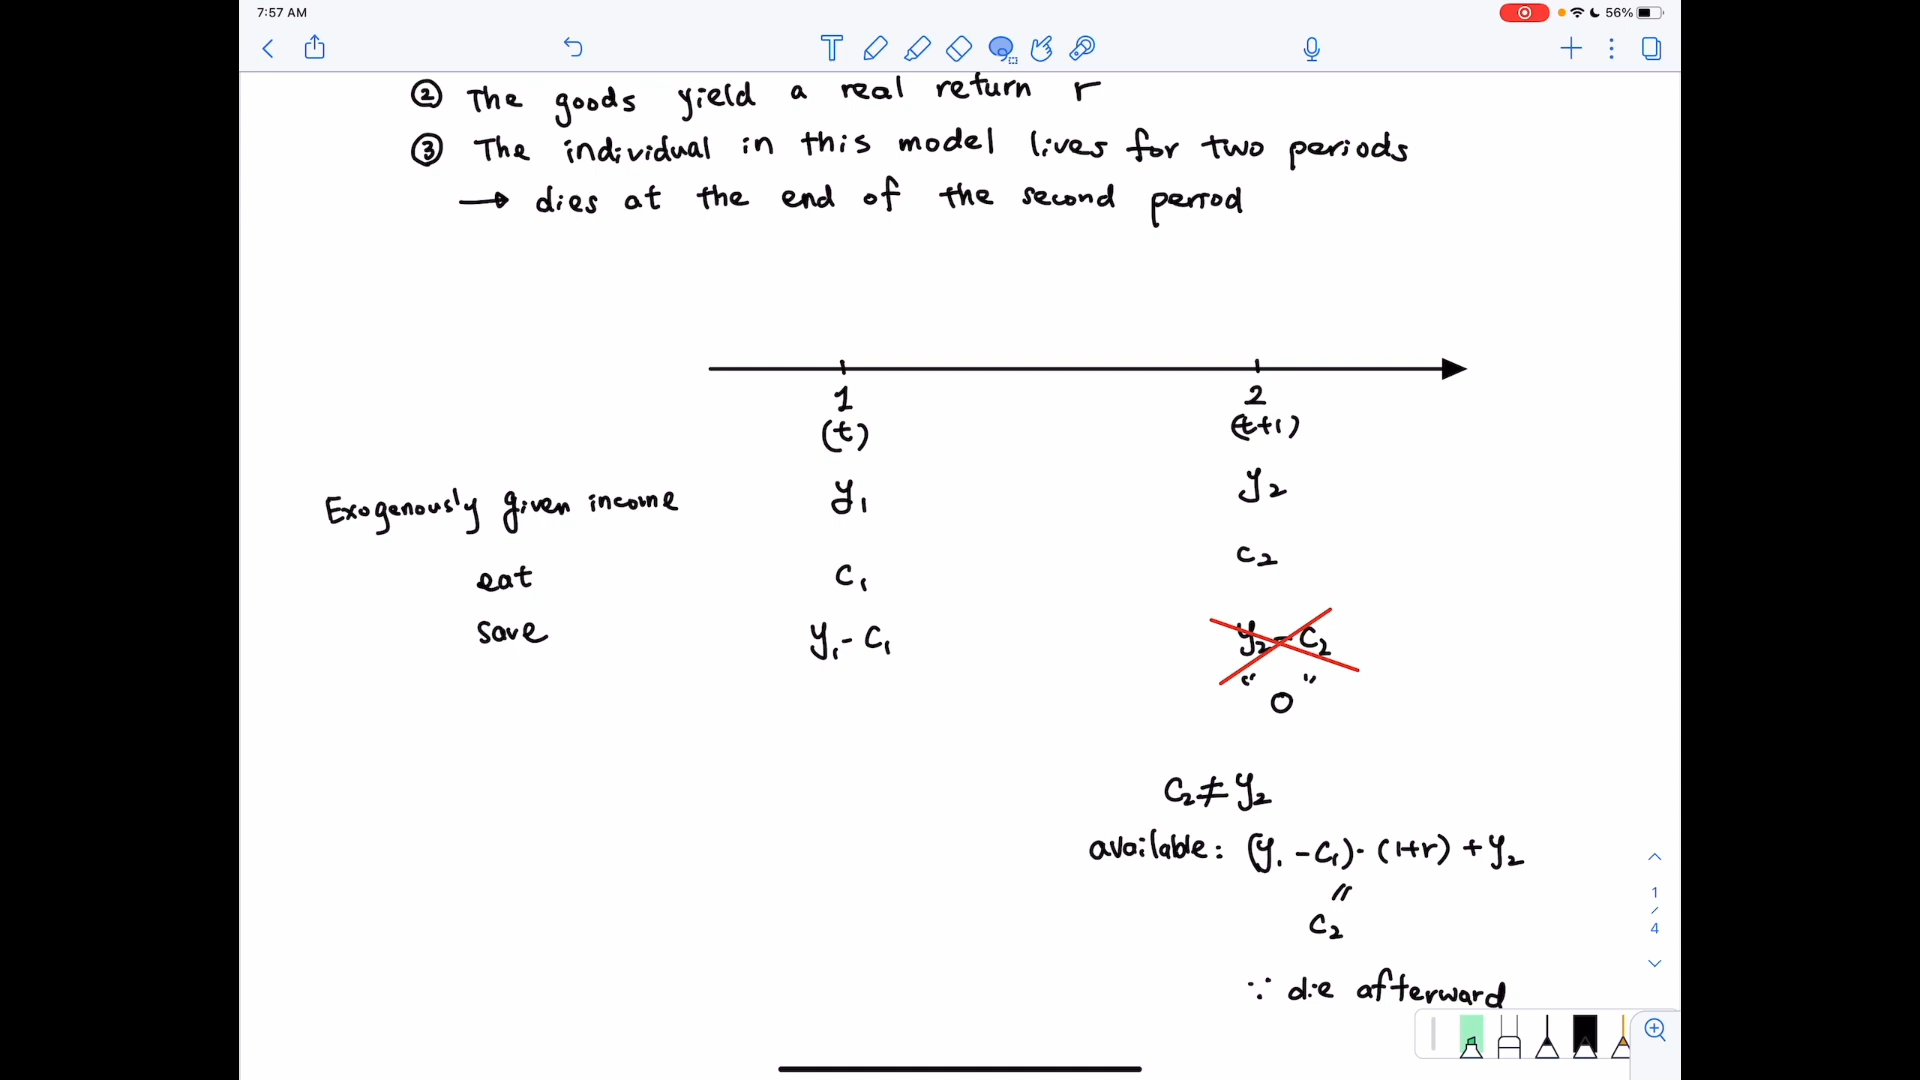 7:57 AM
56%
② The goods yield a real return r
③ The individual in this model lives for two periods
→ dies at the end of the second period
1 2
(t) (t+1)
Exogenously given income y₁ y₂
eat c₁ c₂
save y₁-c₁ y₂-c₂
" "
0
c₂≠y₂
available: (y₁-c₁)·(1+r)+y₂
"
c₂
∵ die afterward
1
/
4